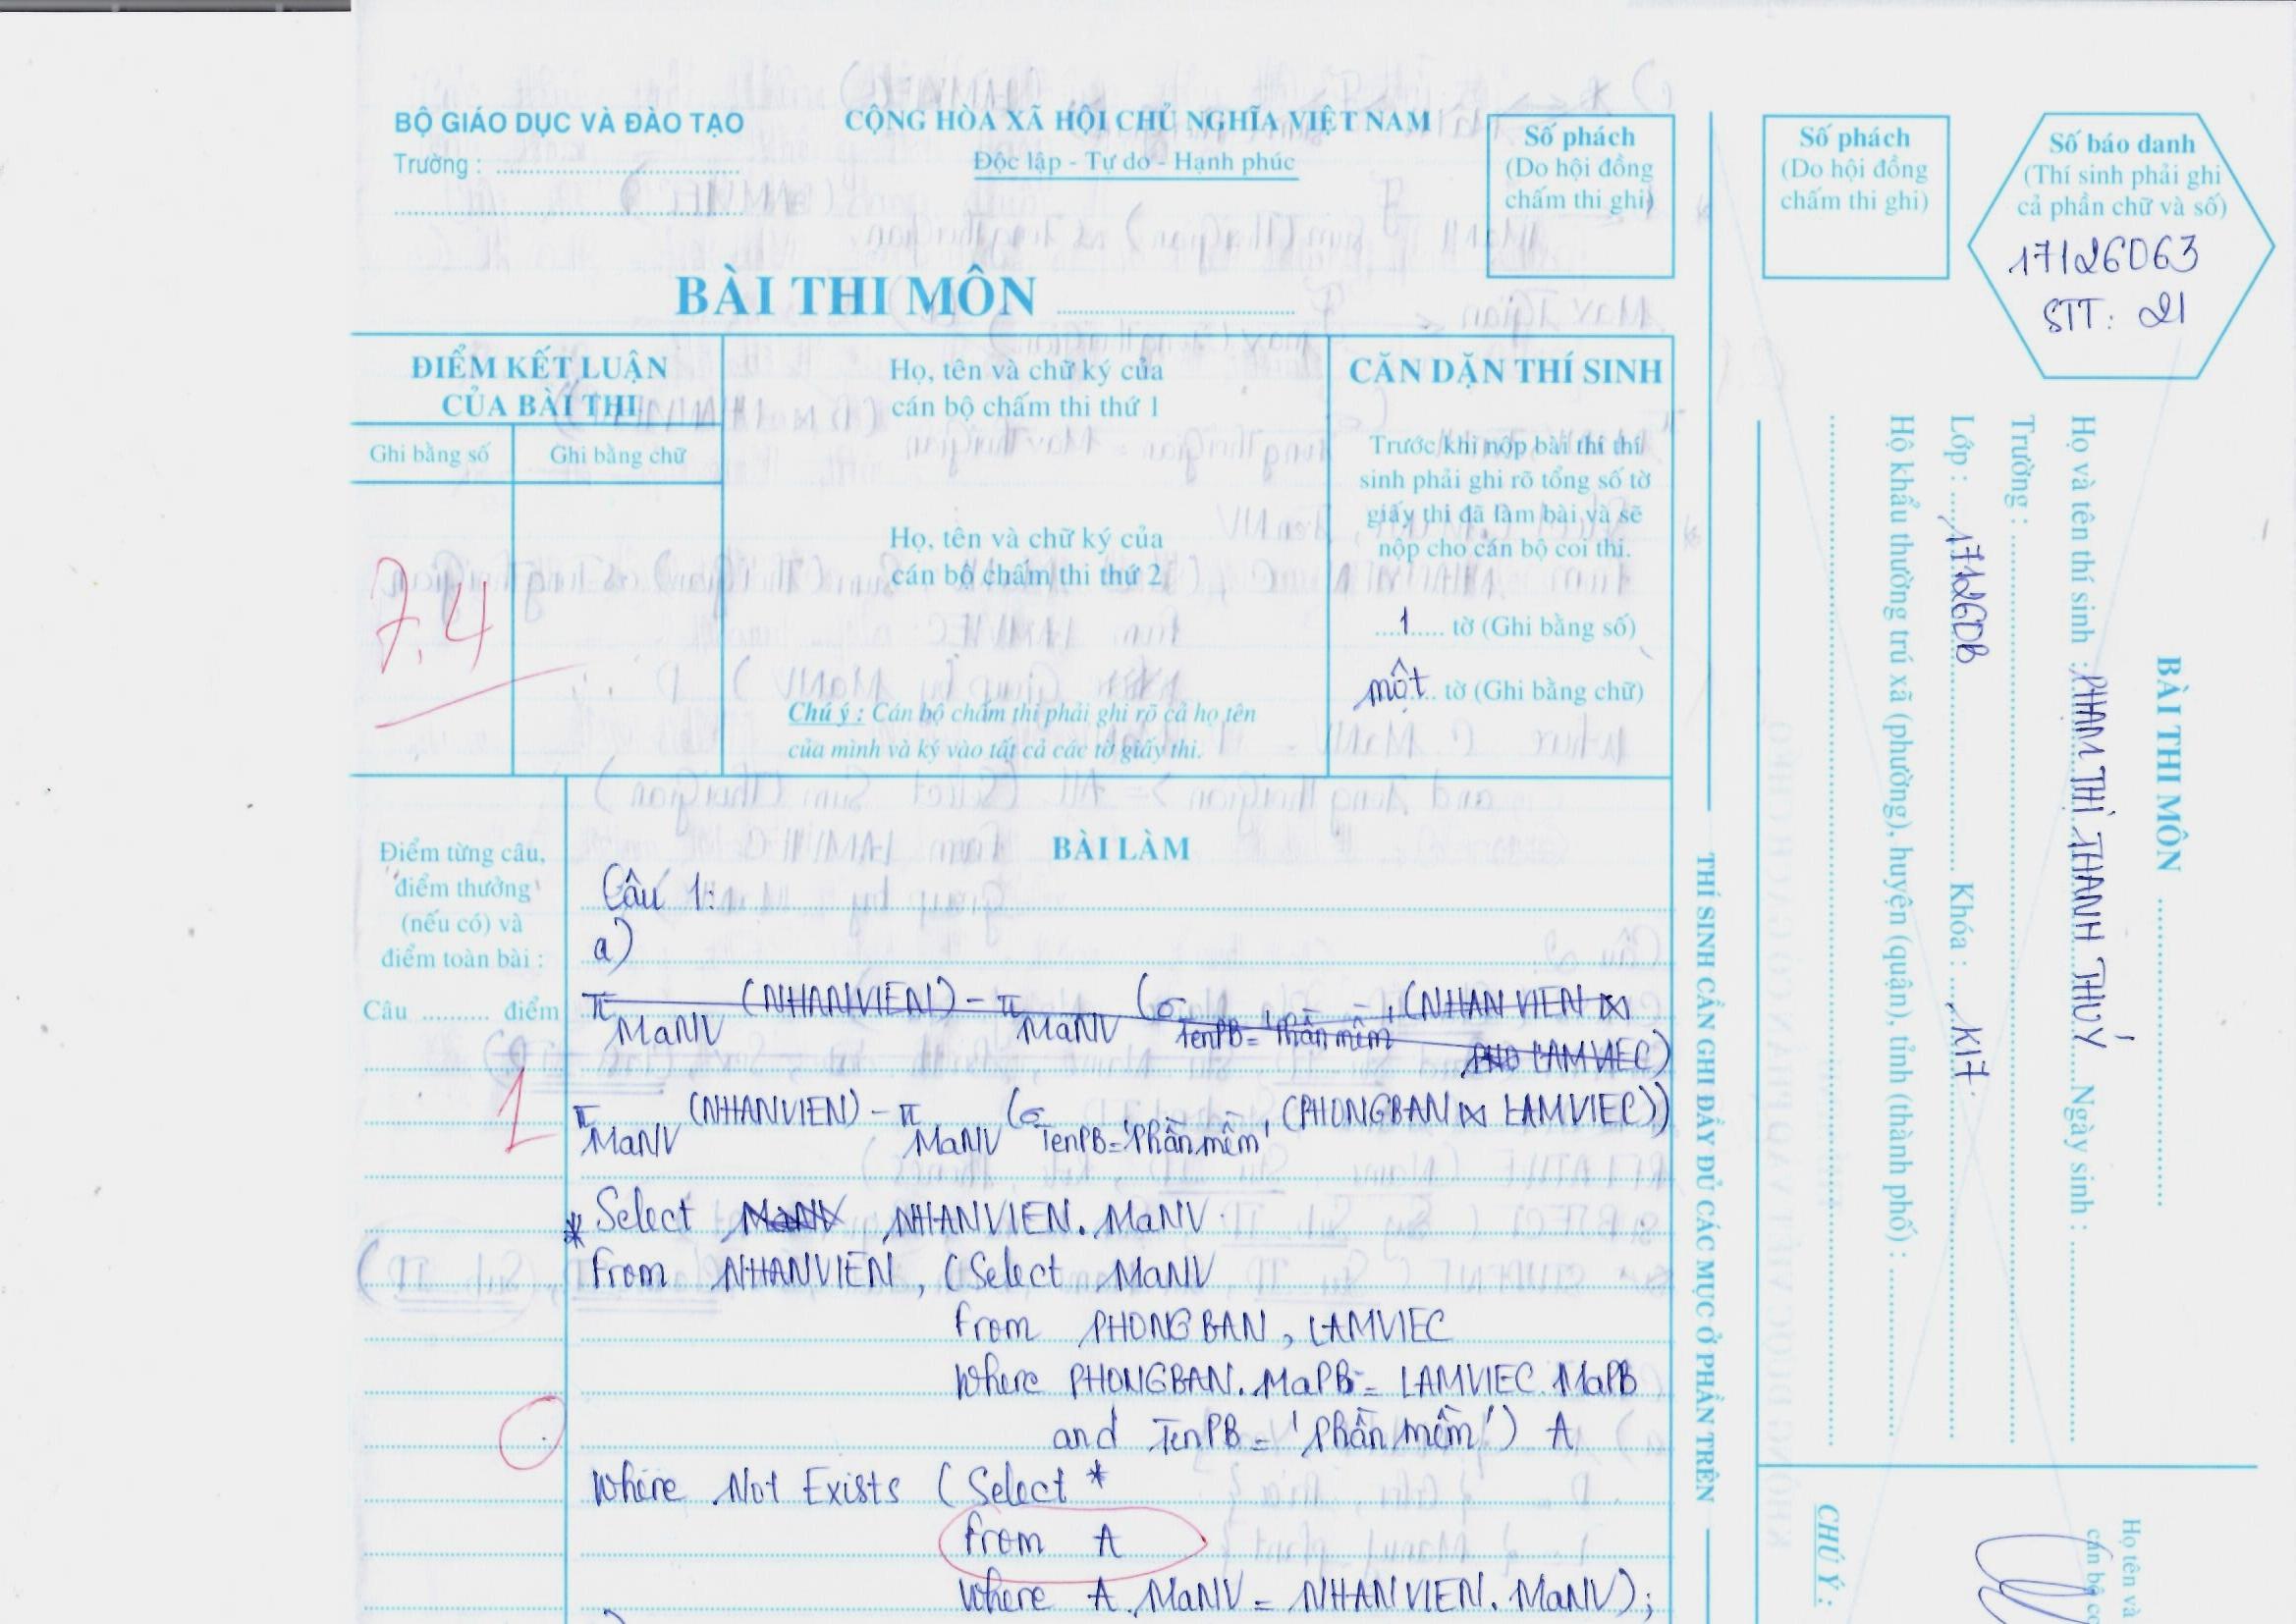 BỘ GIÁO DỤC VÀ ĐÀO TẠO
Trường :
CỘNG HÒA XÃ HỘI CHỦ NGHĨA VIỆT NAM
Độc lập - Tự do - Hạnh phúc
Số phách
(Do hội đồng
chấm thi ghi)
BÀI THI MÔN
ĐIỂM KẾT LUẬN
CỦA BÀI THI
Ghi bằng số
Ghi bằng chữ
7.4
Họ, tên và chữ ký của
cán bộ chấm thi thứ 1
Họ, tên và chữ ký của
cán bộ chấm thi thứ 2
Chú ý : Cán bộ chấm thi phải ghi rõ cả họ tên
của mình và ký vào tất cả các tờ giấy thi.
CĂN DẶN THÍ SINH
Trước khi nộp bài thi thí
sinh phải ghi rõ tổng số tờ
giấy thi đã làm bài và sẽ
nộp cho cán bộ coi thi.
1 tờ (Ghi bằng số)
một tờ (Ghi bằng chữ)
Điểm từng câu,
điểm thưởng
(nếu có) và
điểm toàn bài :
Câu .......... điểm
1
BÀI LÀM
Câu 1:
a)
π MaNV (NHANVIEN) - π MaNV (σ TenPB = 'Phần mềm' (NHANVIEN ⋈
LAMVIEC)
π MaNV (NHANVIEN) - π MaNV (σ TenPB = 'Phần mềm' (PHONGBAN ⋈ LAMVIEC))
* Select MaNV NHANVIEN.MaNV
From NHANVIEN, (Select MaNV
From PHONGBAN, LAMVIEC
Where PHONGBAN.MaPB = LAMVIEC.MaPB
and TenPB = 'Phần mềm') A
Where Not Exists (Select *
From A
Where A.MaNV = NHANVIEN.MaNV);
THÍ SINH CẦN GHI ĐẦY ĐỦ CÁC MỤC Ở PHẦN TRÊN
Số phách
(Do hội đồng
chấm thi ghi)
Số báo danh
(Thí sinh phải ghi
cả phần chữ và số)
17126063
STT: 21
BÀI THI MÔN
Họ và tên thí sinh : PHẠM THỊ THANH THUÝ Ngày sinh :
Trường :
Lớp : 17126DB Khóa : K17
Hộ khẩu thường trú xã (phường), huyện (quận), tỉnh (thành phố) :
Họ tên và
cán bộ co
CHÚ Ý :